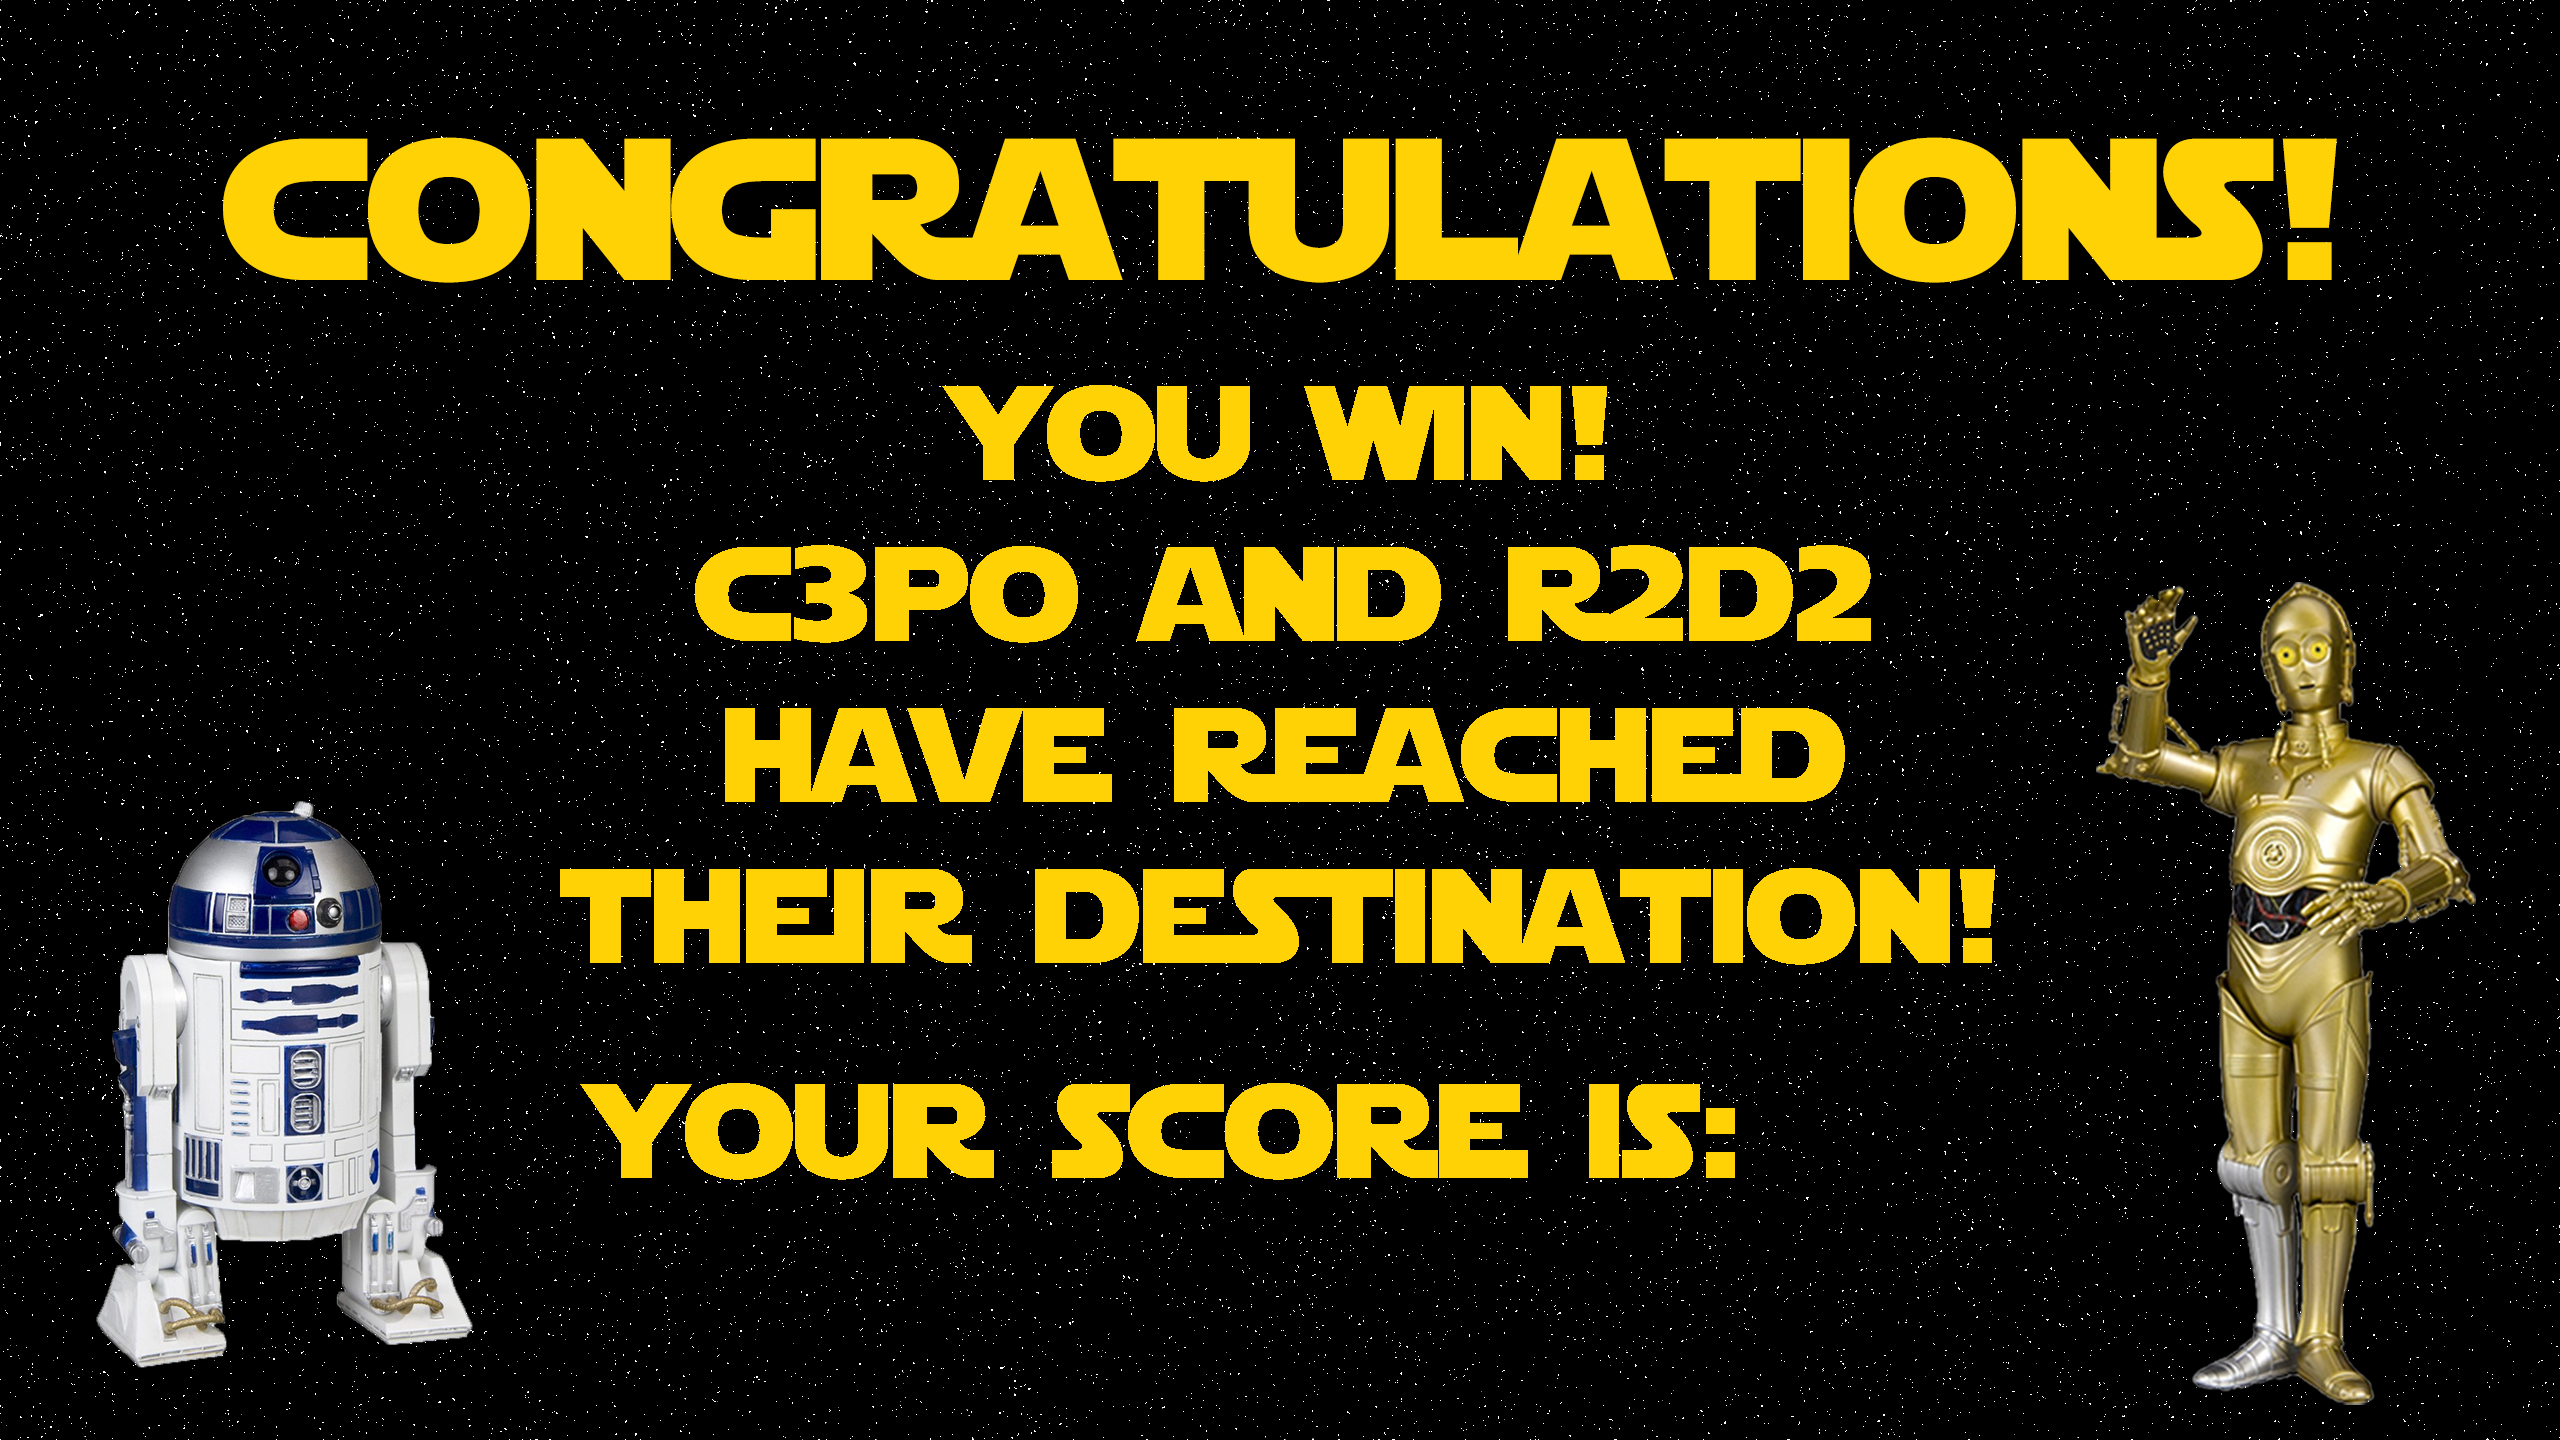 CONGRATULATIONS!
YOU WIN!
C3PO AND R2D2
HAVE REACHED
THEIR DESTINATION!
YOUR SCORE IS: